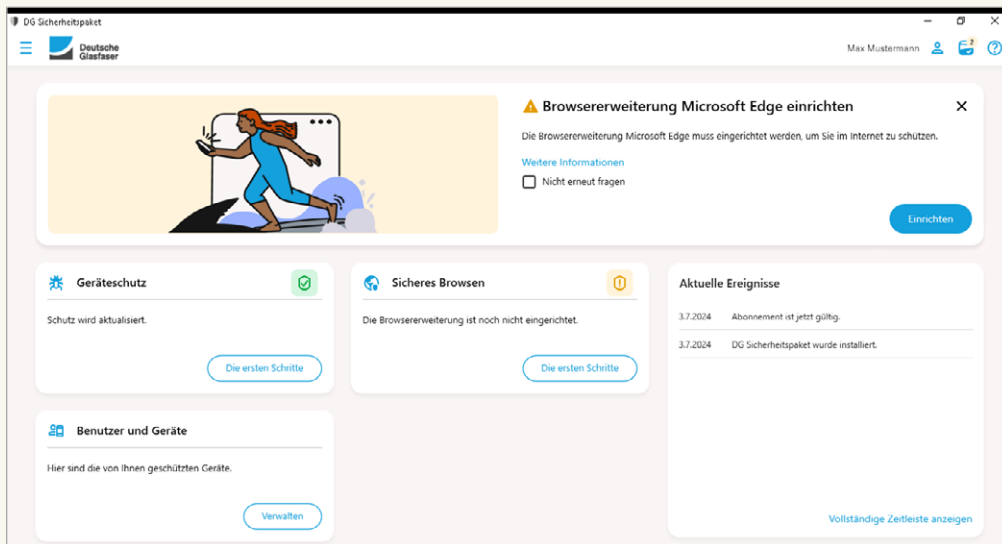 DG Sicherheitspaket
Deutsche
Glasfaser
Max Mustermann
2
Browsererweiterung Microsoft Edge einrichten
Die Browsererweiterung Microsoft Edge muss eingerichtet werden, um Sie im Internet zu schützen.
Weitere Informationen
Nicht erneut fragen
Einrichten
Geräteschutz
Schutz wird aktualisiert.
Die ersten Schritte
Sicheres Browsen
Die Browsererweiterung ist noch nicht eingerichtet.
Die ersten Schritte
Aktuelle Ereignisse
3.7.2024 Abonnement ist jetzt gültig.
3.7.2024 DG Sicherheitspaket wurde installiert.
Vollständige Zeitleiste anzeigen
Benutzer und Geräte
Hier sind die von Ihnen geschützten Geräte.
Verwalten